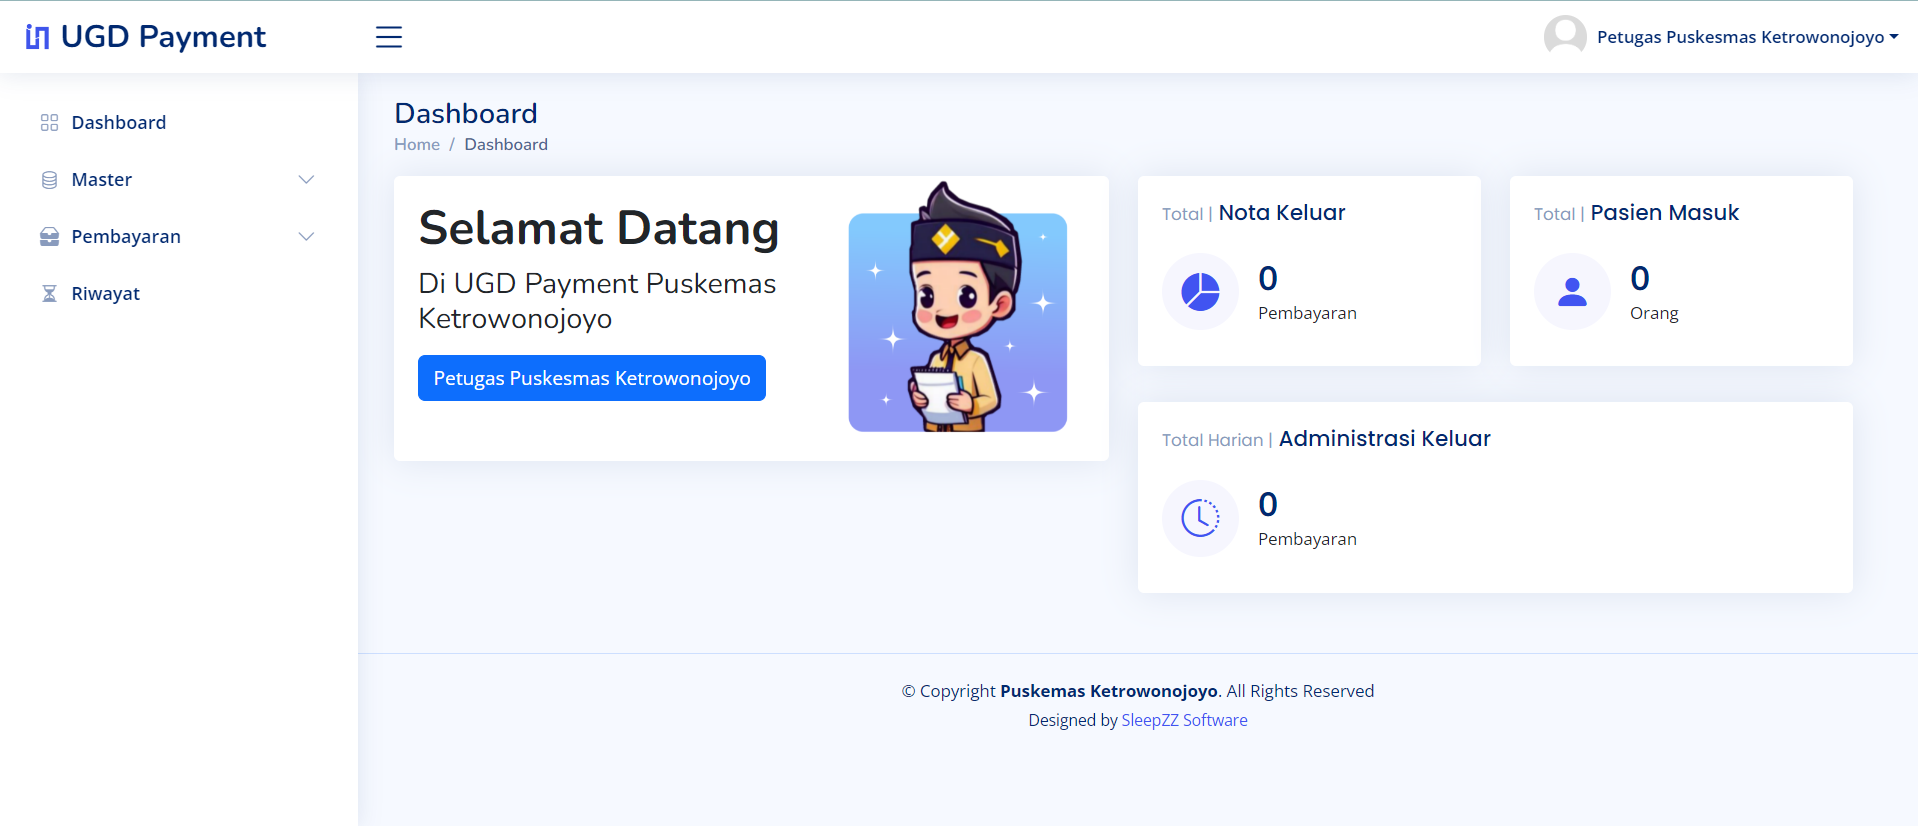 UGD Payment
Petugas Puskesmas Ketrowonojoyo
Dashboard
Master
Pembayaran
Riwayat
Dashboard
Home / Dashboard
Selamat Datang
Di UGD Payment Puskemas
Ketrowonojoyo
Petugas Puskesmas Ketrowonojoyo
Total | Nota Keluar
0
Pembayaran
Total | Pasien Masuk
0
Orang
Total Harian | Administrasi Keluar
0
Pembayaran
© Copyright Puskemas Ketrowonojoyo. All Rights Reserved
Designed by SleepZZ Software